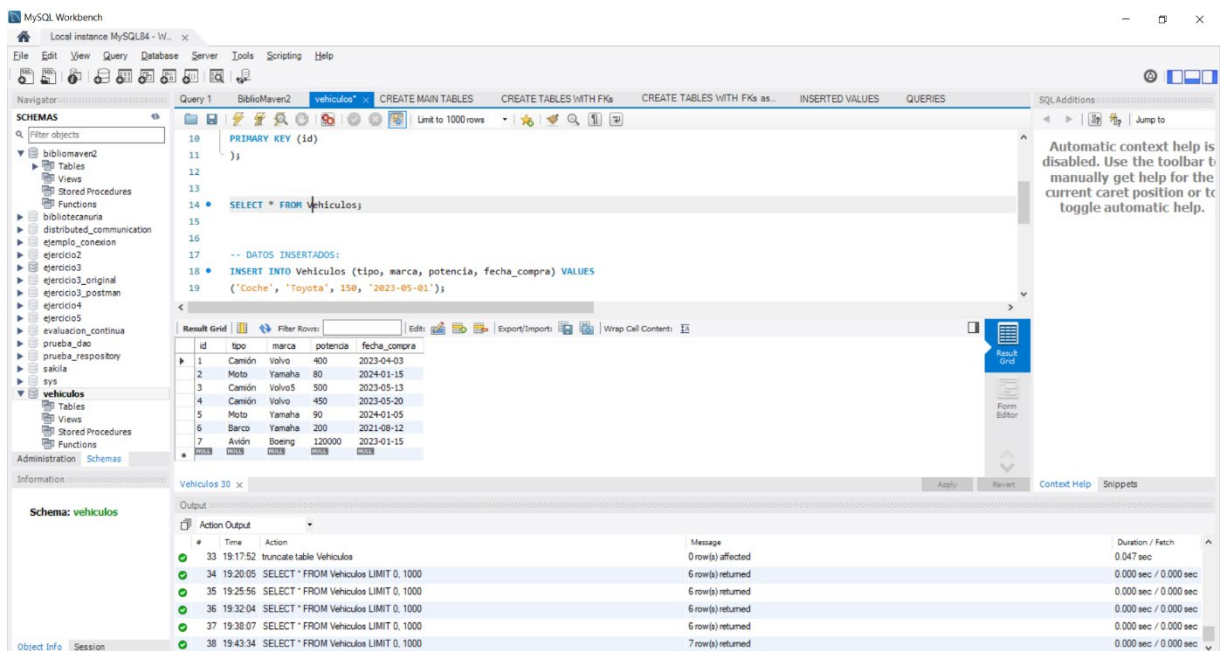 MySQL Workbench
Local instance MySQL84 - W... ×
File Edit View Query Database Server Tools Scripting Help
Navigator
SCHEMAS
Filter objects
bibliomaven2
Tables
Views
Stored Procedures
Functions
bibliotecanuria
distributed_communication
ejemplo_conexion
ejercicio2
ejercicio3
ejercicio3_original
ejercicio3_postman
ejercicio4
ejercicio5
evaluacion_continua
prueba_dao
prueba_respository
sakila
sys
vehiculos
Tables
Views
Stored Procedures
Functions
Administration Schemas
Information
Schema: vehiculos
Object Info Session
Query 1 BiblioMaven2 vehiculos* × CREATE MAIN TABLES CREATE TABLES WITH FKs CREATE TABLES WITH FKs as... INSERTED VALUES QUERIES
Limit to 1000 rows
10 PRIMARY KEY (id)
11 );
12
13
14 SELECT * FROM Vehiculos;
15
16
17 -- DATOS INSERTADOS:
18 INSERT INTO Vehiculos (tipo, marca, potencia, fecha_compra) VALUES
19 ('Coche', 'Toyota', 150, '2023-05-01');
Result Grid Filter Rows: Edit: Export/Import: Wrap Cell Content:
id tipo marca potencia fecha_compra
1 Camión Volvo 400 2023-04-03
2 Moto Yamaha 80 2024-01-15
3 Camión Volvo5 500 2023-05-13
4 Camión Volvo 450 2023-05-20
5 Moto Yamaha 90 2024-01-05
6 Barco Yamaha 200 2021-08-12
7 Avión Boeing 120000 2023-01-15
NULL NULL NULL NULL NULL
Result Grid
Form Editor
Vehiculos 30 × Apply Revert
Output
Action Output
# Time Action Message Duration / Fetch
33 19:17:52 truncate table Vehiculos 0 row(s) affected 0.047 sec
34 19:20:05 SELECT * FROM Vehiculos LIMIT 0, 1000 6 row(s) returned 0.000 sec / 0.000 sec
35 19:25:56 SELECT * FROM Vehiculos LIMIT 0, 1000 6 row(s) returned 0.000 sec / 0.000 sec
36 19:32:04 SELECT * FROM Vehiculos LIMIT 0, 1000 6 row(s) returned 0.000 sec / 0.000 sec
37 19:38:07 SELECT * FROM Vehiculos LIMIT 0, 1000 6 row(s) returned 0.000 sec / 0.000 sec
38 19:43:34 SELECT * FROM Vehiculos LIMIT 0, 1000 7 row(s) returned 0.000 sec / 0.000 sec
SQLAdditions
Jump to
Automatic context help is
disabled. Use the toolbar
manually get help for the
current caret position or
toggle automatic help.
Context Help Snippets